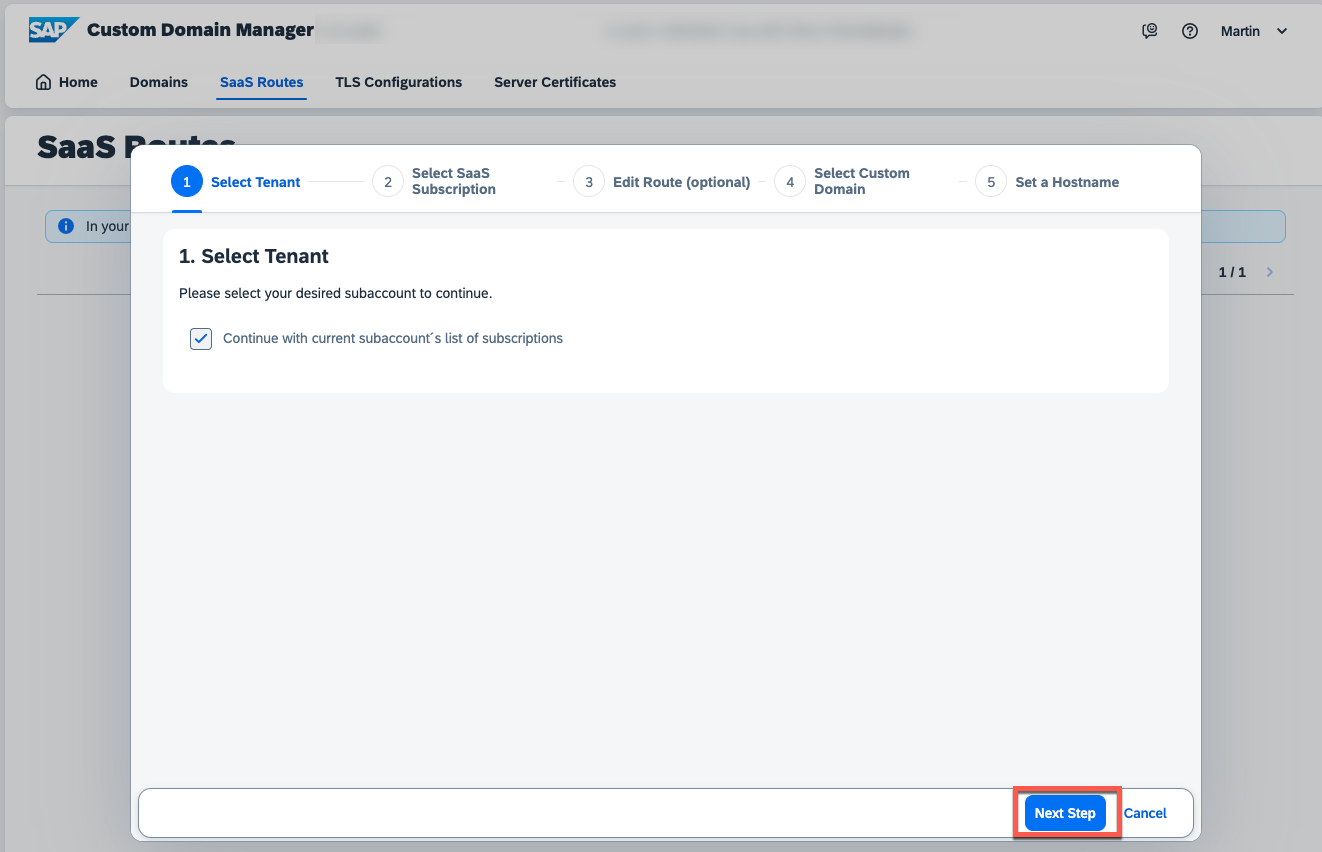 SAP Custom Domain Manager
Martin
Home Domains SaaS Routes TLS Configurations Server Certificates
SaaS Routes
1 Select Tenant
2 Select SaaS
Subscription
3 Edit Route (optional)
4 Select Custom
Domain
5 Set a Hostname
In your
1 / 1
1. Select Tenant
Please select your desired subaccount to continue.
Continue with current subaccount´s list of subscriptions
Next Step Cancel